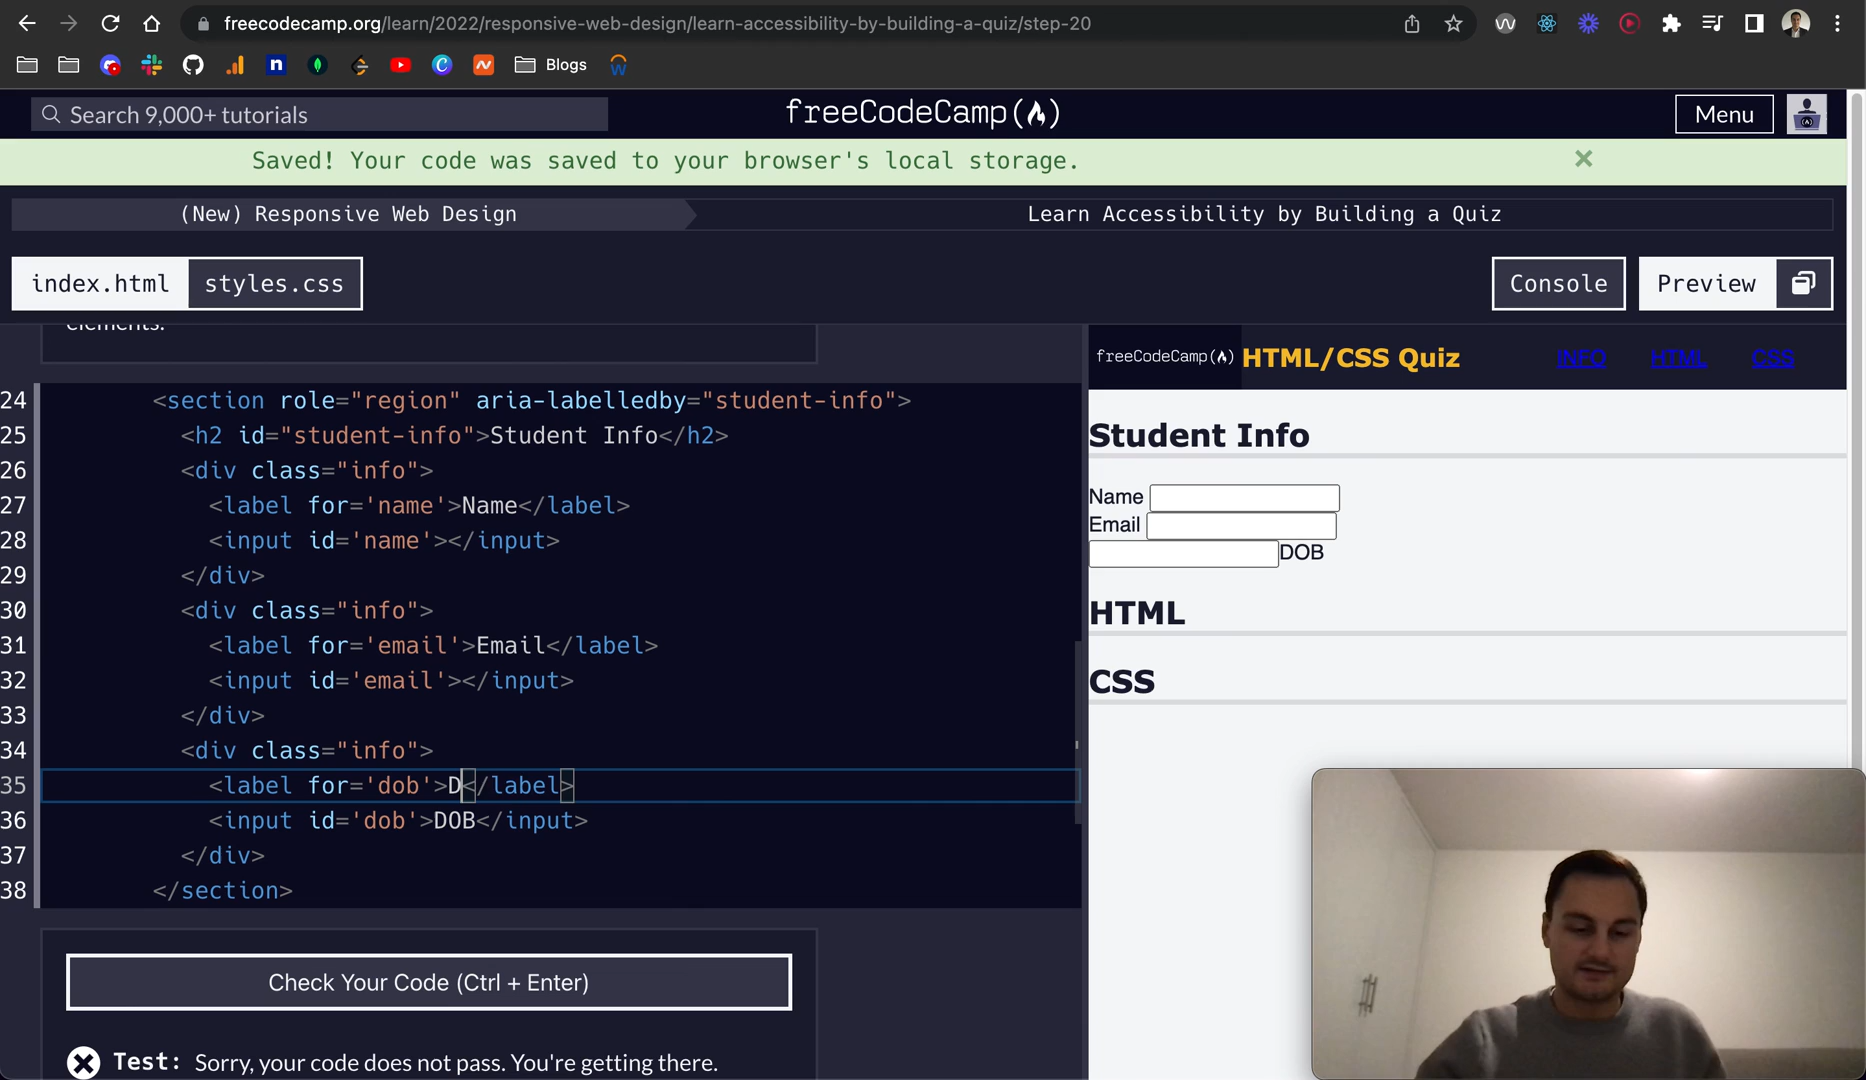 freecodecamp.org/learn/2022/responsive-web-design/learn-accessibility-by-building-a-quiz/step-20
Blogs
Search 9,000+ tutorials
freeCodeCamp(🔥)
Menu
Saved! Your code was saved to your browser's local storage.
(New) Responsive Web Design
Learn Accessibility by Building a Quiz
index.html
styles.css
Console
Preview
elements.
24 <section role="region" aria-labelledby="student-info">
25 <h2 id="student-info">Student Info</h2>
26 <div class="info">
27 <label for='name'>Name</label>
28 <input id='name'></input>
29 </div>
30 <div class="info">
31 <label for='email'>Email</label>
32 <input id='email'></input>
33 </div>
34 <div class="info">
35 <label for='dob'>D</label>
36 <input id='dob'>DOB</input>
37 </div>
38 </section>
Check Your Code (Ctrl + Enter)
Test: Sorry, your code does not pass. You're getting there.
freeCodeCamp(🔥)
HTML/CSS Quiz
INFO
HTML
CSS
Student Info
Name
Email
DOB
HTML
CSS